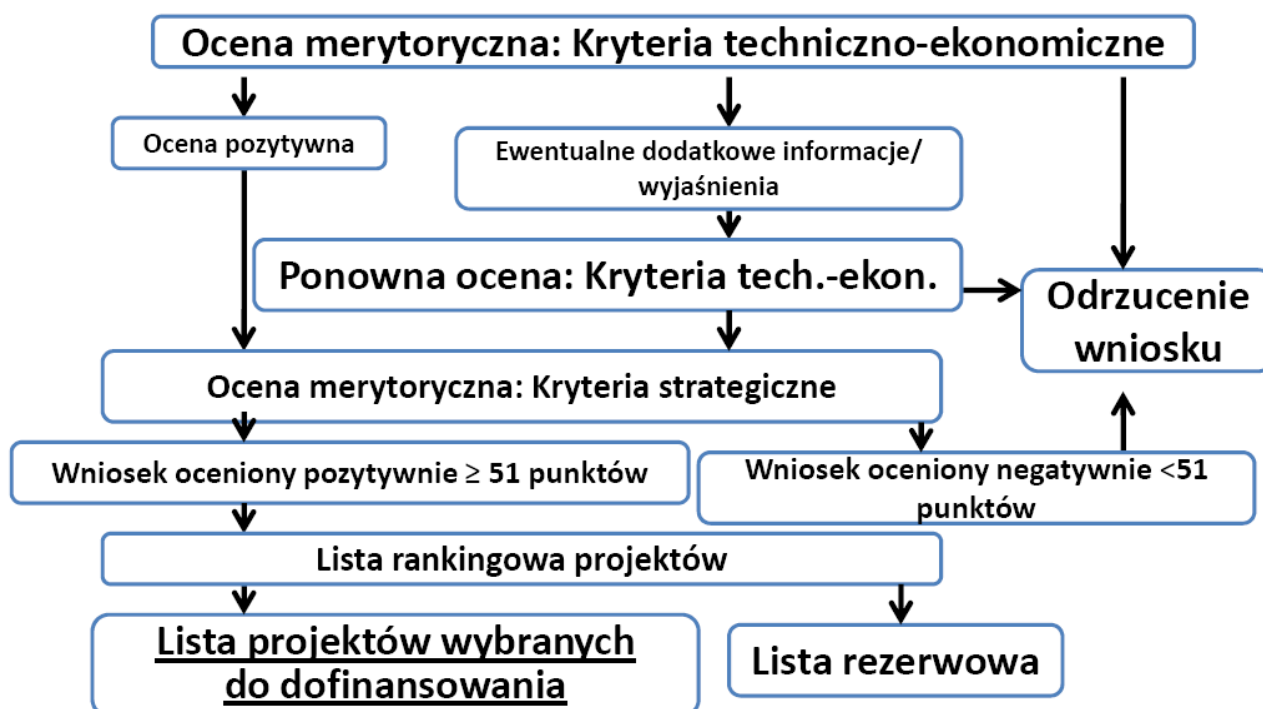 Ocena merytoryczna: Kryteria techniczno-ekonomiczne
Ocena pozytywna
Ewentualne dodatkowe informacje/
wyjaśnienia
Ponowna ocena: Kryteria tech.-ekon.
Odrzucenie
wniosku
Ocena merytoryczna: Kryteria strategiczne
Wniosek oceniony pozytywnie ≥ 51 punktów
Wniosek oceniony negatywnie <51
punktów
Lista rankingowa projektów
Lista projektów wybranych
do dofinansowania
Lista rezerwowa